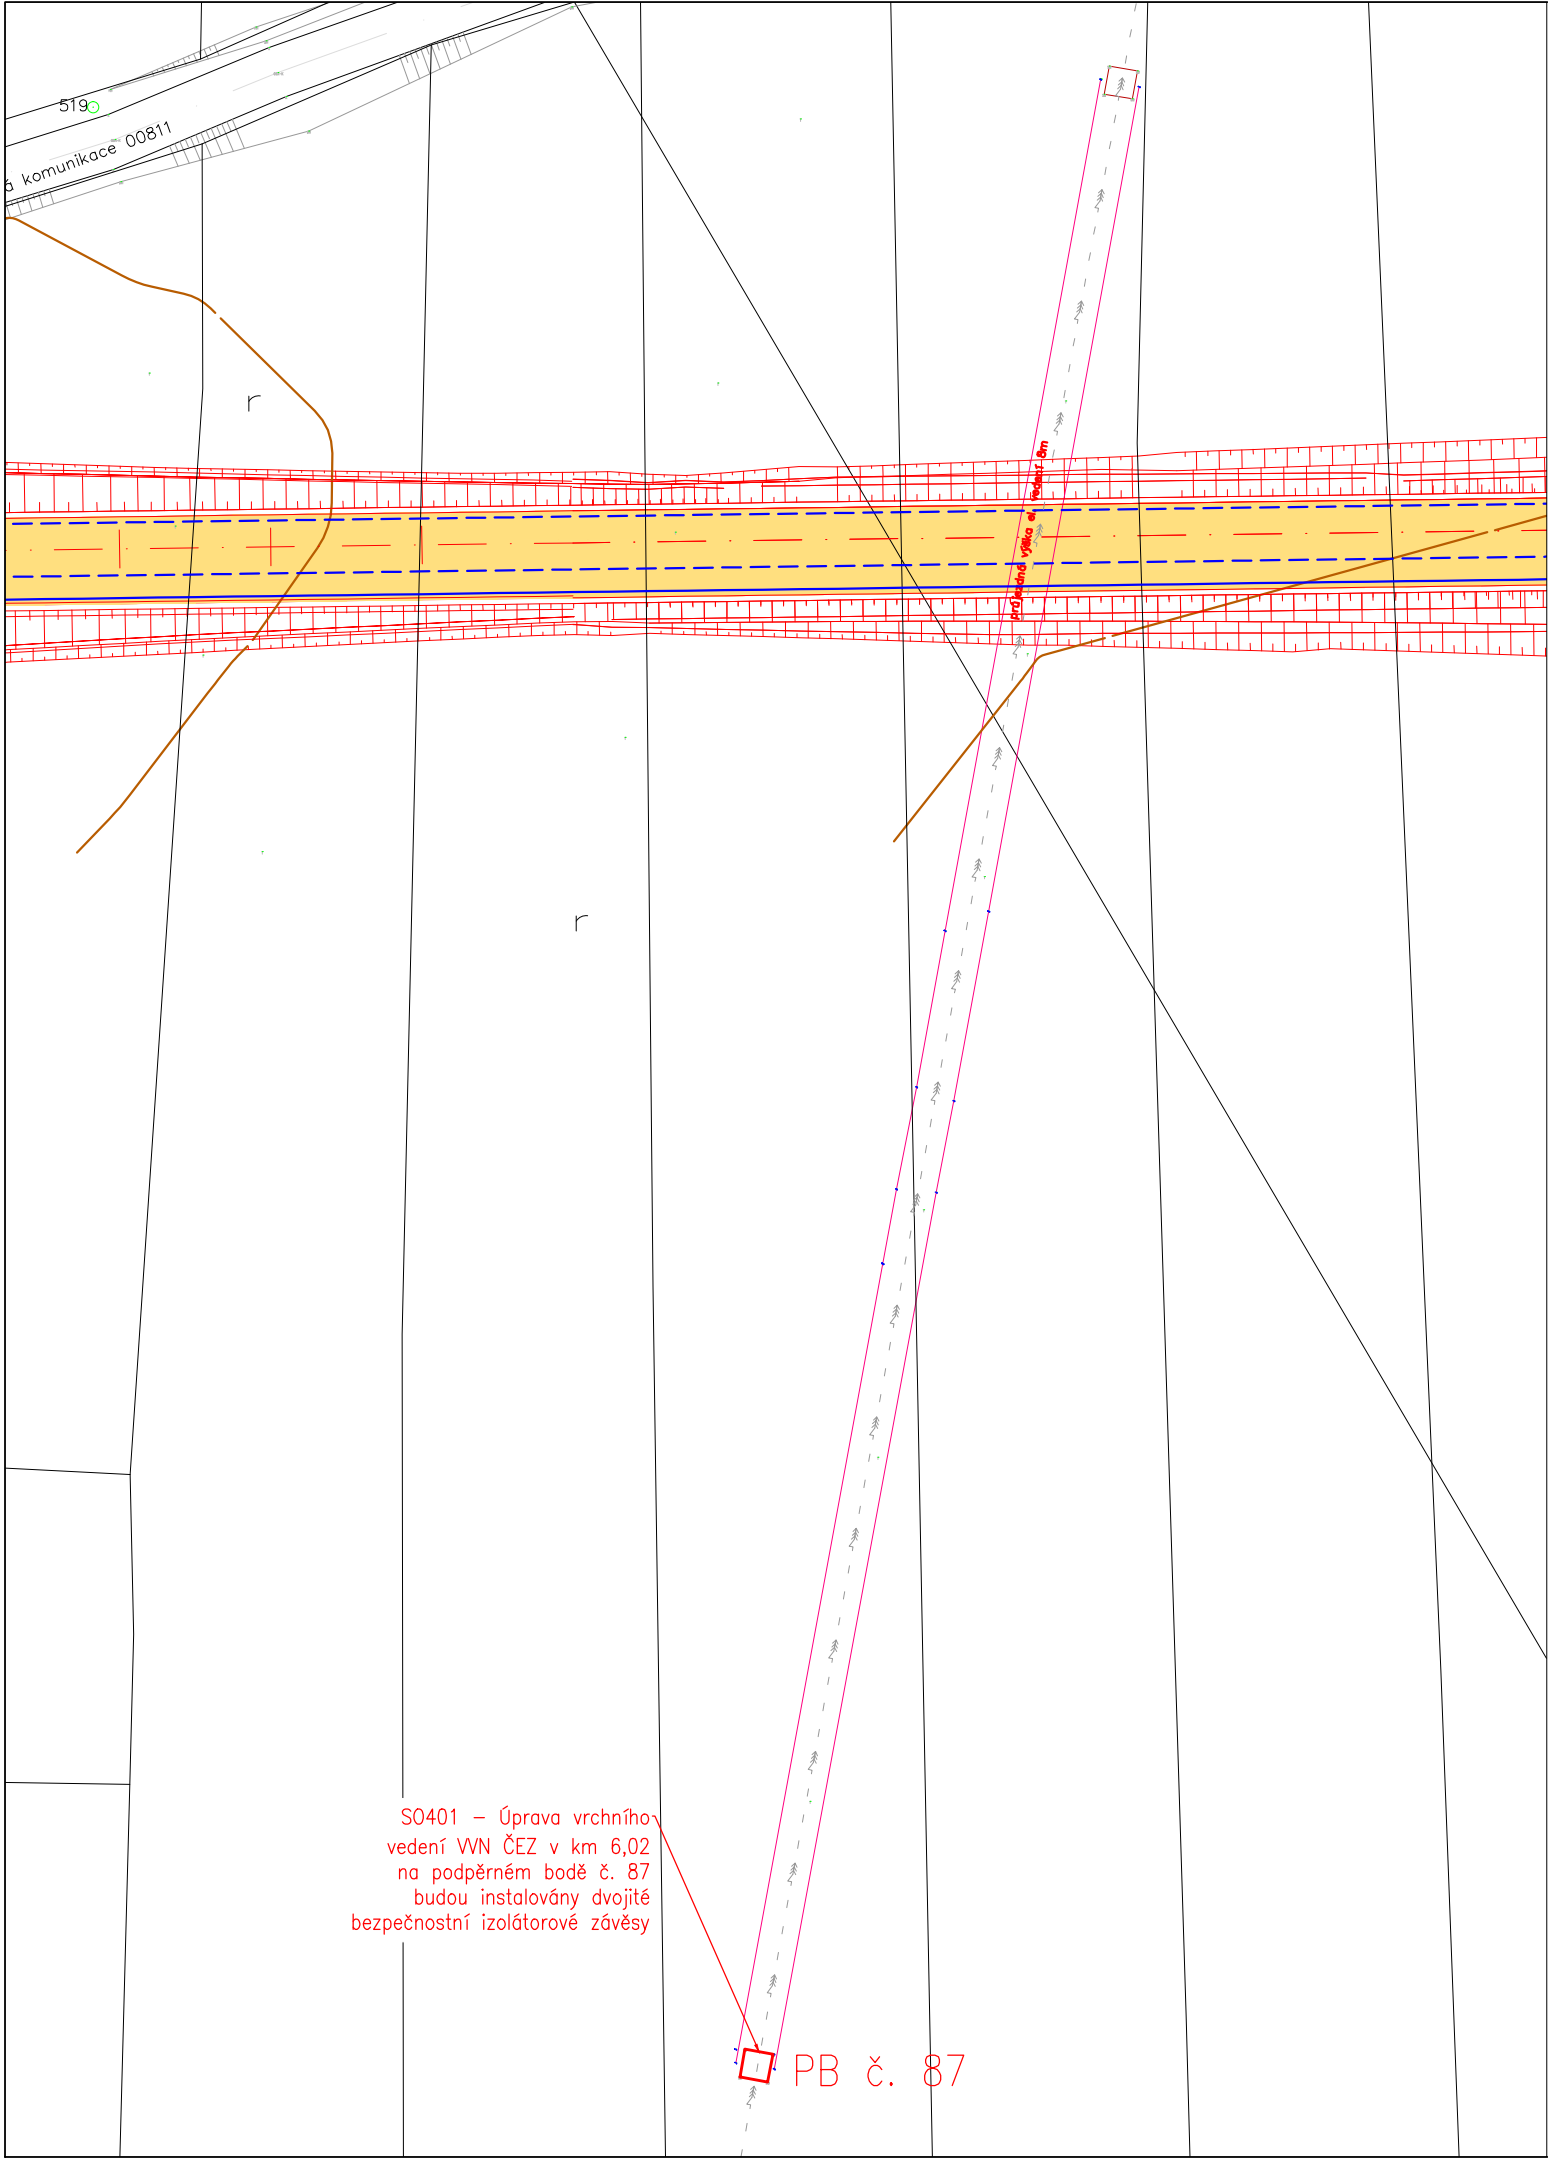 519
á komunikace 00811
r
průjezdná výška el. vedení 8m
r
SO401 – Úprava vrchního
vedení VVN ČEZ v km 6,02
na podpěrném bodě č. 87
budou instalovány dvojité
bezpečnostní izolátorové závěsy
PB č. 87